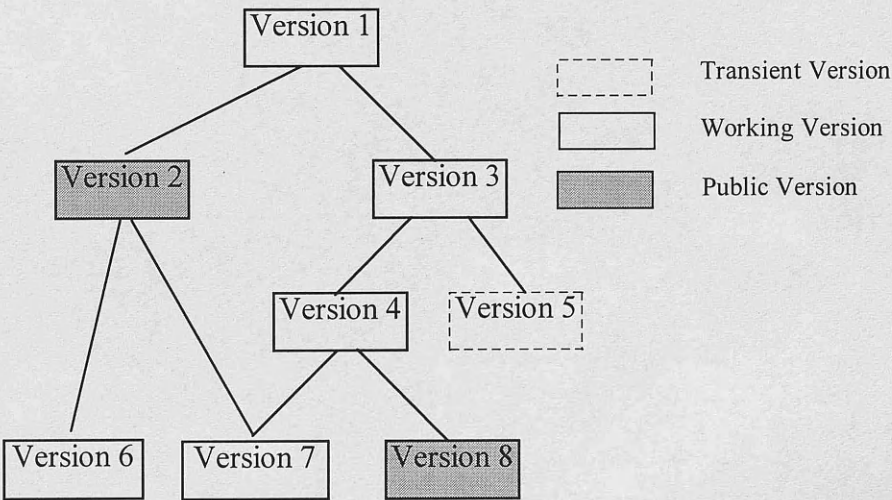 Version 1
Transient Version
Working Version
Version 2
Version 3
Public Version
Version 4
Version 5
Version 6
Version 7
Version 8